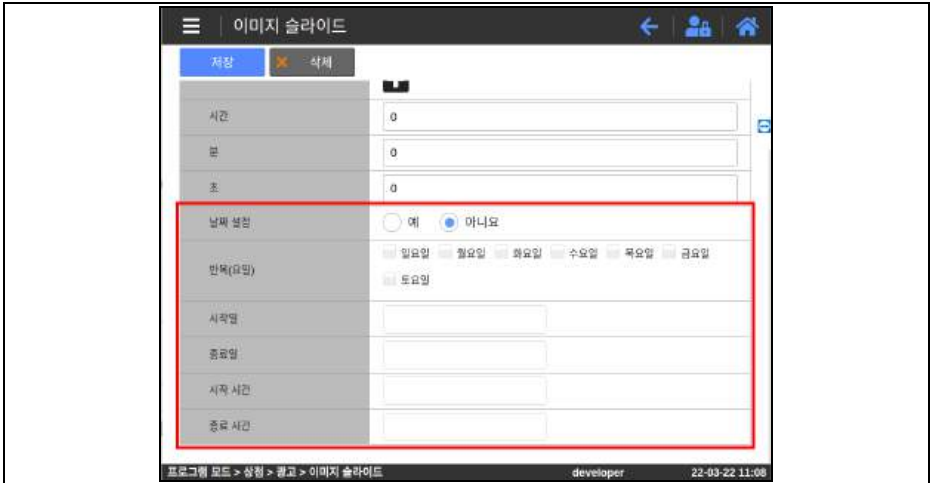 이미지 슬라이드
저장 삭제
시간 0
분 0
초 0
날짜 설정 예 아니요
반복(요일) 일요일 월요일 화요일 수요일 목요일 금요일
토요일
시작일
종료일
시작 시간
종료 시간
프로그램 모드 > 상점 > 광고 > 이미지 슬라이드 developer 22-03-22 11:08